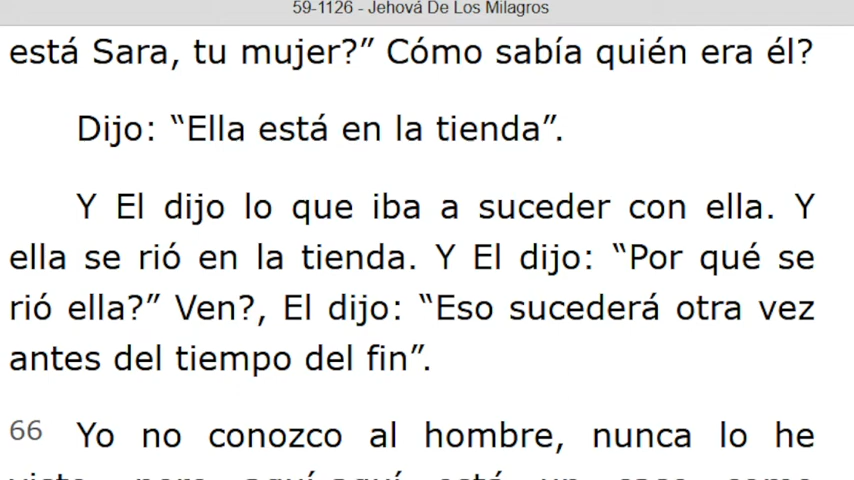 59-1126 - Jehová De Los Milagros
está Sara, tu mujer?” Cómo sabía quién era él?
Dijo: “Ella está en la tienda”.
Y El dijo lo que iba a suceder con ella. Y
ella se rió en la tienda. Y El dijo: “Por qué se
rió ella?” Ven?, El dijo: “Eso sucederá otra vez
antes del tiempo del fin”.
66 Yo no conozco al hombre, nunca lo he